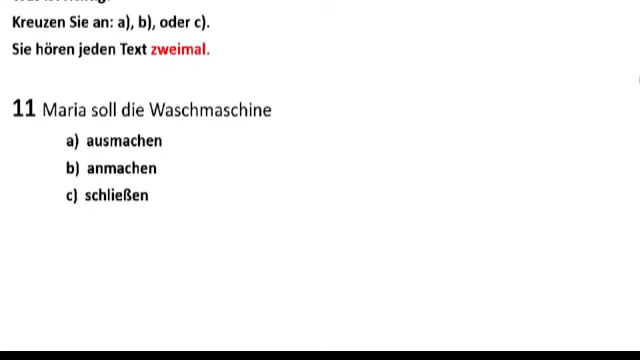 Kreuzen Sie an: a), b), oder c).
Sie hören jeden Text zweimal.
11 Maria soll die Waschmaschine
a) ausmachen
b) anmachen
c) schließen